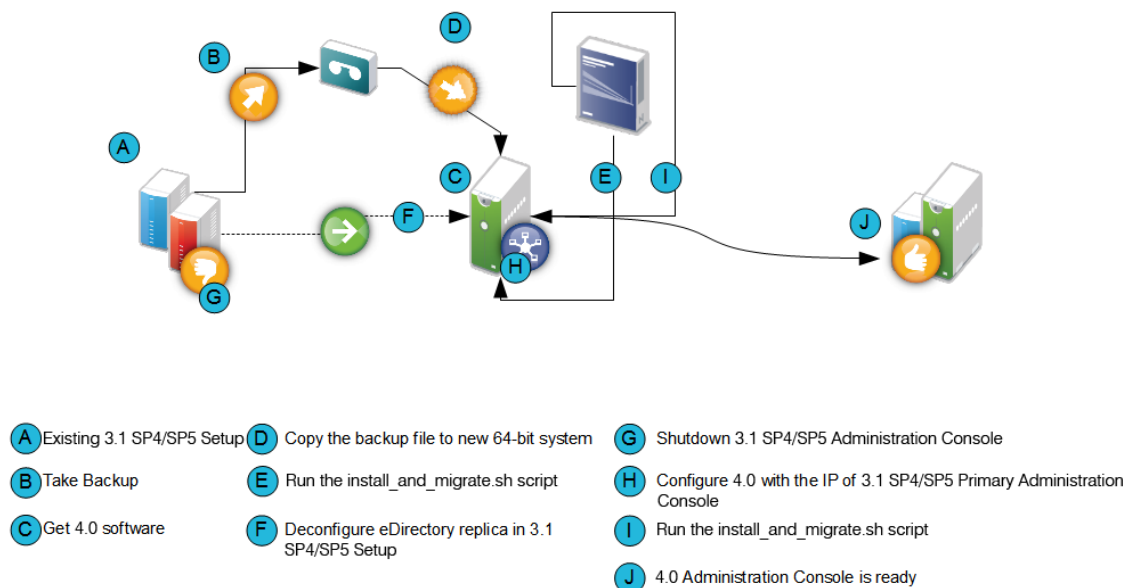 D
B
A
C
E
I
F
J
H
G
A Existing 3.1 SP4/SP5 Setup
B Take Backup
C Get 4.0 software
D Copy the backup file to new 64-bit system
E Run the install_and_migrate.sh script
F Deconfigure eDirectory replica in 3.1
SP4/SP5 Setup
G Shutdown 3.1 SP4/SP5 Administration Console
H Configure 4.0 with the IP of 3.1 SP4/SP5 Primary Administration
Console
I Run the install_and_migrate.sh script
J 4.0 Administration Console is ready